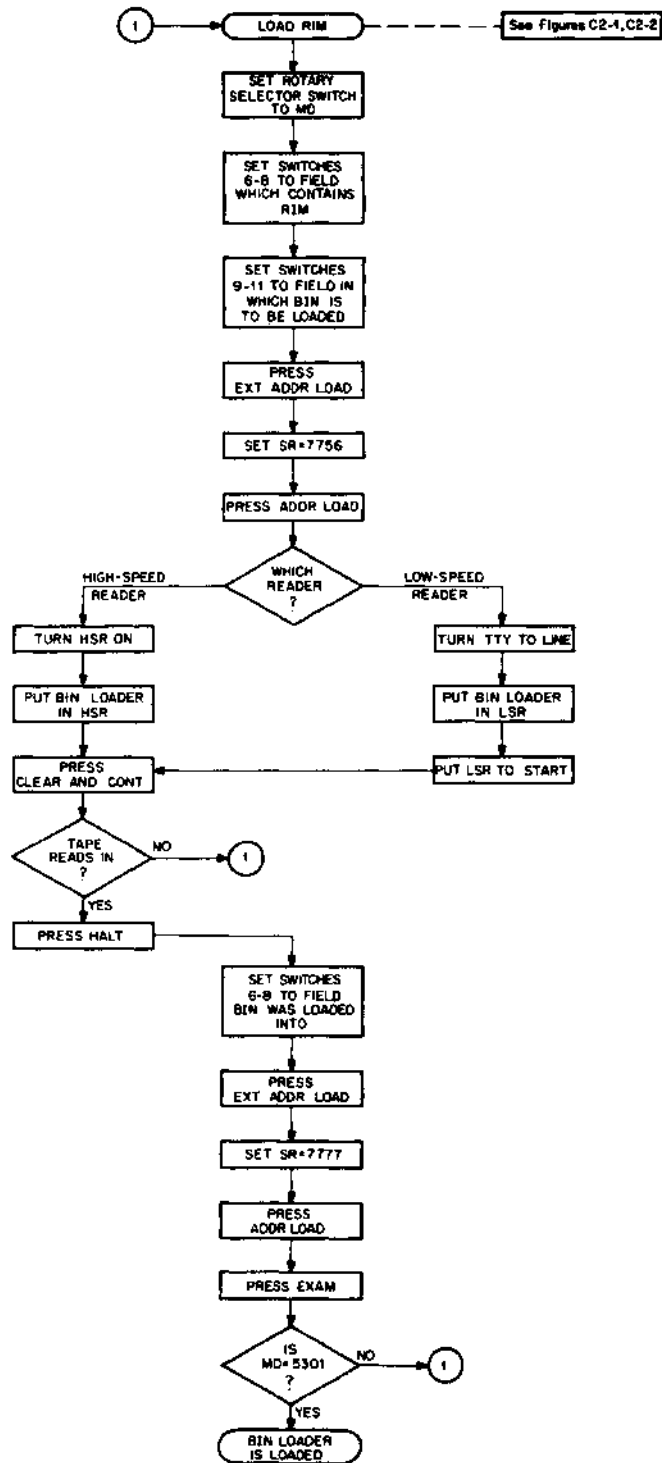 1
LOAD RIM
See Figures C2-1, C2-2
SET ROTARY
SELECTOR SWITCH
TO MD
SET SWITCHES
6-8 TO FIELD
WHICH CONTAINS
RIM
SET SWITCHES
9-11 TO FIELD IN
WHICH BIN IS
TO BE LOADED
PRESS
EXT ADDR LOAD
SET SR=7756
PRESS ADDR LOAD
WHICH
READER
?
HIGH-SPEED
READER
LOW-SPEED
READER
TURN HSR ON
TURN TTY TO LINE
PUT BIN LOADER
IN HSR
PUT BIN LOADER
IN LSR
PRESS
CLEAR AND CONT
PUT LSR TO START
TAPE
READS IN
?
NO
1
YES
PRESS HALT
SET SWITCHES
6-8 TO FIELD
BIN WAS LOADED
INTO
PRESS
EXT ADDR LOAD
SET SR=7777
PRESS
ADDR LOAD
PRESS EXAM
IS
MD=5301
?
NO
1
YES
BIN LOADER
IS LOADED